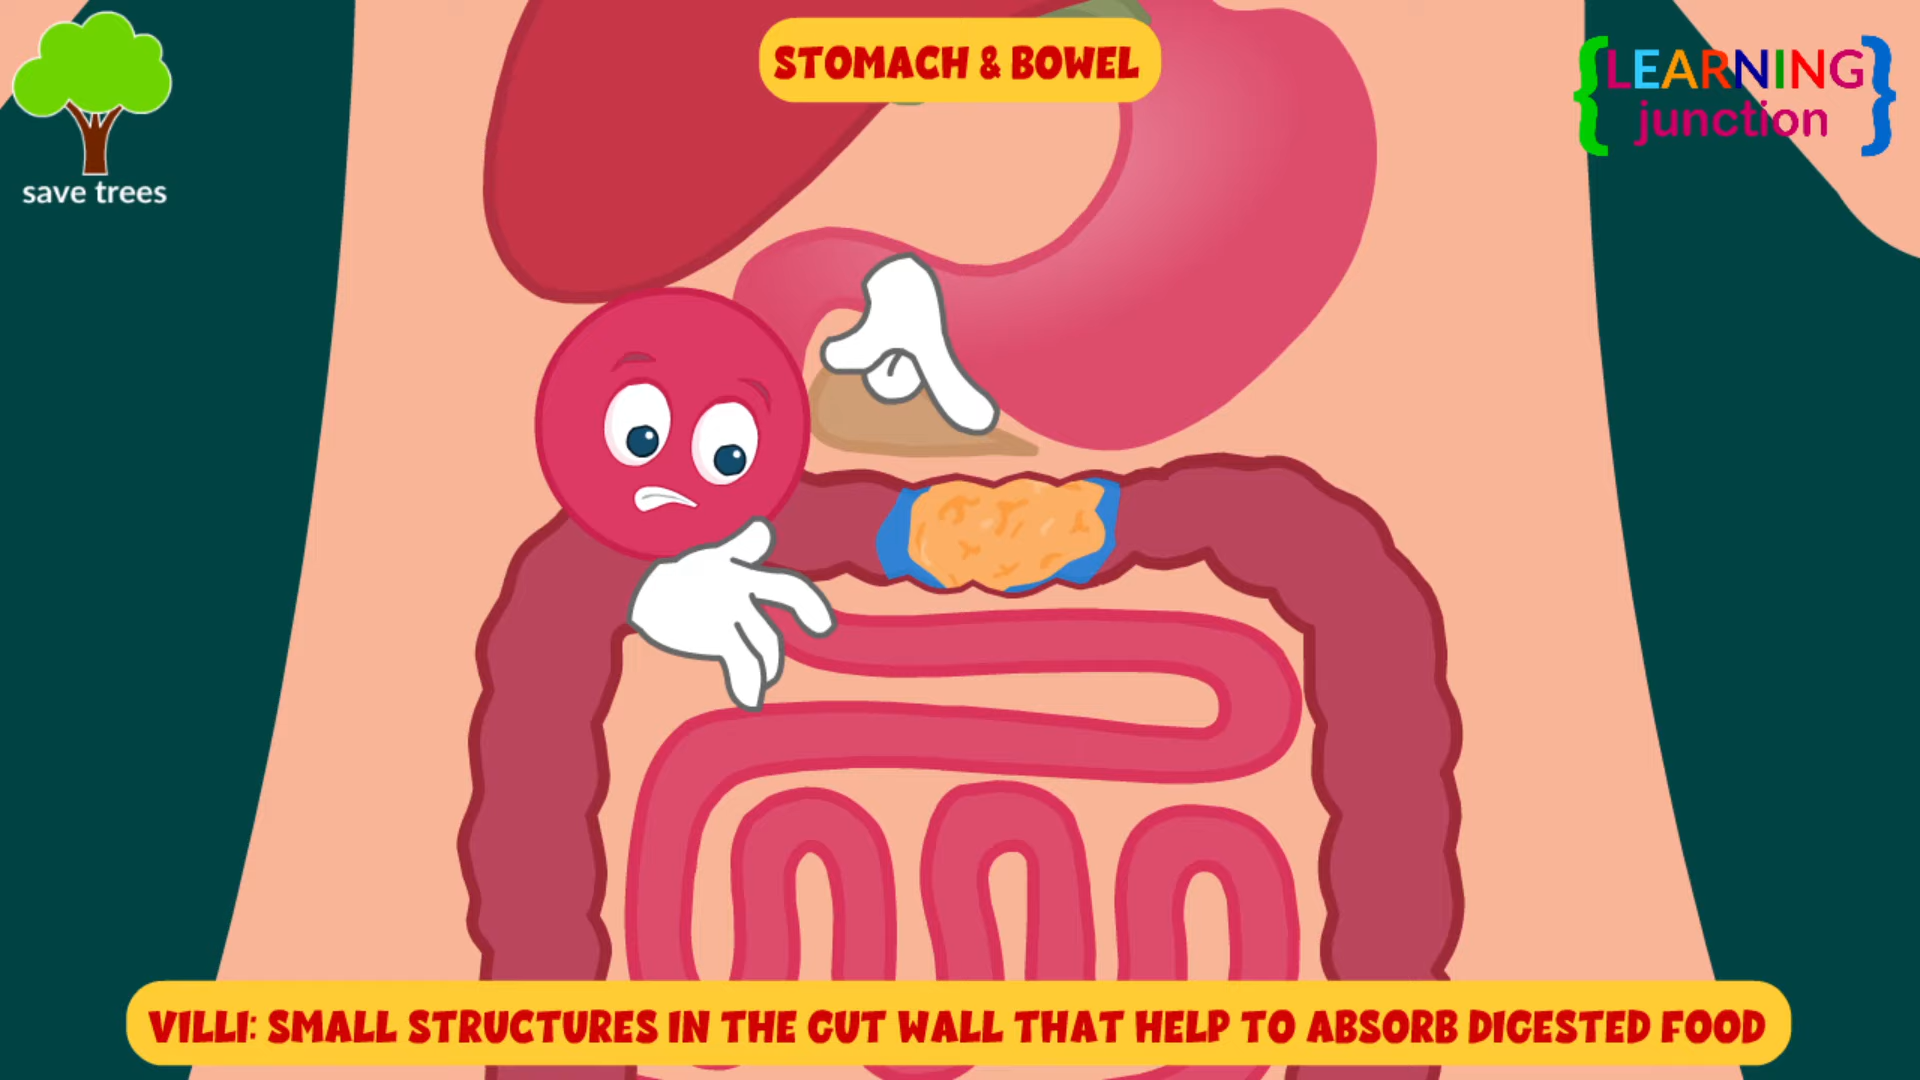 STOMACH & BOWEL
{LEARNING}
junction
save trees
VILLI: SMALL STRUCTURES IN THE GUT WALL THAT HELP TO ABSORB DIGESTED FOOD